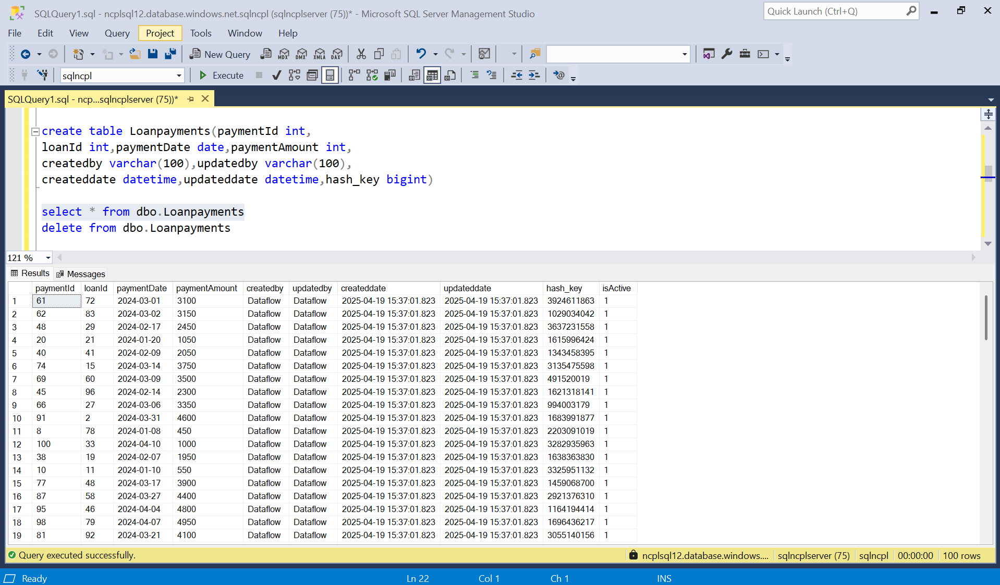 SQLQuery1.sql - ncplsql12.database.windows.net.sqlncpl (sqlncplserver (75))* - Microsoft SQL Server Management Studio
Quick Launch (Ctrl+Q)
File Edit View Query Project Tools Window Help
New Query MDX DMX XMLA DAX
sqlncpl Execute
SQLQuery1.sql - ncp...sqlncplserver (75))*
create table Loanpayments(paymentId int,
loanId int,paymentDate date,paymentAmount int,
createdby varchar(100),updatedby varchar(100),
createddate datetime,updateddate datetime,hash_key bigint)
select * from dbo.Loanpayments
delete from dbo.Loanpayments
121 %
Results Messages
paymentId loanId paymentDate paymentAmount createdby updatedby createddate updateddate hash_key isActive
1 61 72 2024-03-01 3100 Dataflow Dataflow 2025-04-19 15:37:01.823 2025-04-19 15:37:01.823 3924611863 1
2 62 83 2024-03-02 3150 Dataflow Dataflow 2025-04-19 15:37:01.823 2025-04-19 15:37:01.823 1029034042 1
3 48 29 2024-02-17 2450 Dataflow Dataflow 2025-04-19 15:37:01.823 2025-04-19 15:37:01.823 3637231558 1
4 20 21 2024-01-20 1050 Dataflow Dataflow 2025-04-19 15:37:01.823 2025-04-19 15:37:01.823 1615996424 1
5 40 41 2024-02-09 2050 Dataflow Dataflow 2025-04-19 15:37:01.823 2025-04-19 15:37:01.823 1343458395 1
6 74 15 2024-03-14 3750 Dataflow Dataflow 2025-04-19 15:37:01.823 2025-04-19 15:37:01.823 3135475598 1
7 69 60 2024-03-09 3500 Dataflow Dataflow 2025-04-19 15:37:01.823 2025-04-19 15:37:01.823 491520019 1
8 45 96 2024-02-14 2300 Dataflow Dataflow 2025-04-19 15:37:01.823 2025-04-19 15:37:01.823 1621318141 1
9 66 27 2024-03-06 3350 Dataflow Dataflow 2025-04-19 15:37:01.823 2025-04-19 15:37:01.823 994003179 1
10 91 2 2024-03-31 4600 Dataflow Dataflow 2025-04-19 15:37:01.823 2025-04-19 15:37:01.823 1683991877 1
11 8 78 2024-01-08 450 Dataflow Dataflow 2025-04-19 15:37:01.823 2025-04-19 15:37:01.823 2203091019 1
12 100 33 2024-04-10 1000 Dataflow Dataflow 2025-04-19 15:37:01.823 2025-04-19 15:37:01.823 3282935963 1
13 38 19 2024-02-07 1950 Dataflow Dataflow 2025-04-19 15:37:01.823 2025-04-19 15:37:01.823 1638363830 1
14 10 11 2024-01-10 550 Dataflow Dataflow 2025-04-19 15:37:01.823 2025-04-19 15:37:01.823 3325951132 1
15 77 48 2024-03-17 3900 Dataflow Dataflow 2025-04-19 15:37:01.823 2025-04-19 15:37:01.823 1459068700 1
16 87 58 2024-03-27 4400 Dataflow Dataflow 2025-04-19 15:37:01.823 2025-04-19 15:37:01.823 2921376310 1
17 95 46 2024-04-04 4800 Dataflow Dataflow 2025-04-19 15:37:01.823 2025-04-19 15:37:01.823 1164194414 1
18 98 79 2024-04-07 4950 Dataflow Dataflow 2025-04-19 15:37:01.823 2025-04-19 15:37:01.823 1696436217 1
19 81 92 2024-03-21 4100 Dataflow Dataflow 2025-04-19 15:37:01.823 2025-04-19 15:37:01.823 3055140156 1
Query executed successfully. ncplsql12.database.windows.... sqlncplserver (75) sqlncpl 00:00:00 100 rows
Ready Ln 22 Col 1 Ch 1 INS